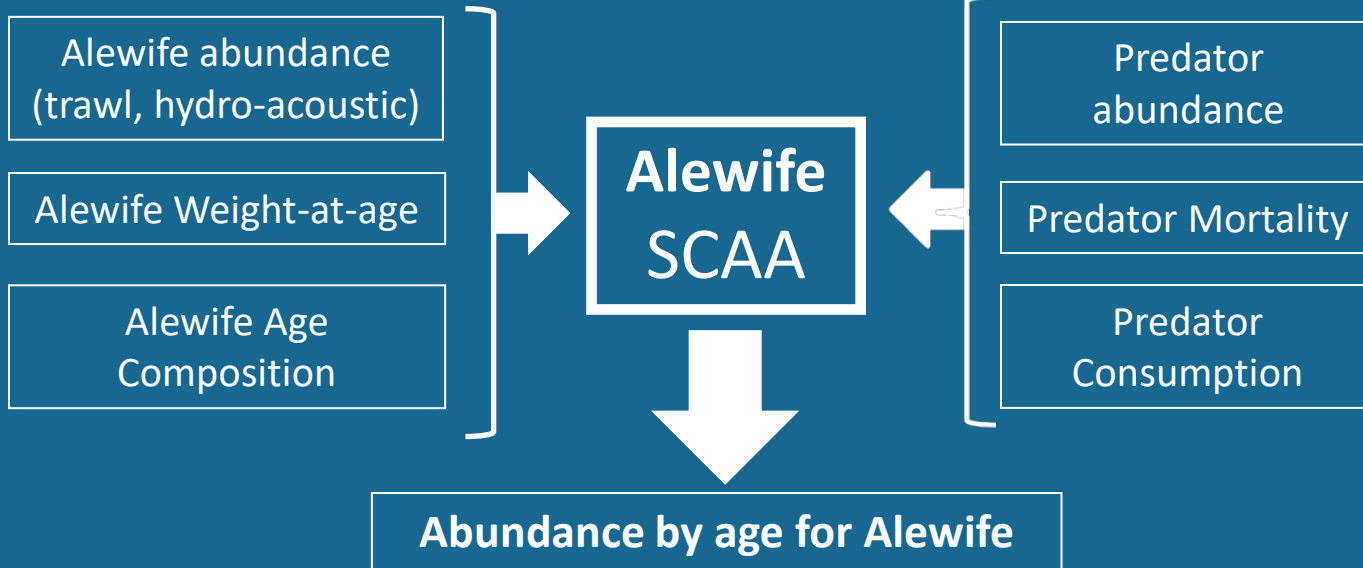 Alewife abundance
(trawl, hydro-acoustic)
Alewife Weight-at-age
Alewife Age
Composition
Alewife
SCAA
Predator
abundance
Predator Mortality
Predator
Consumption
Abundance by age for Alewife